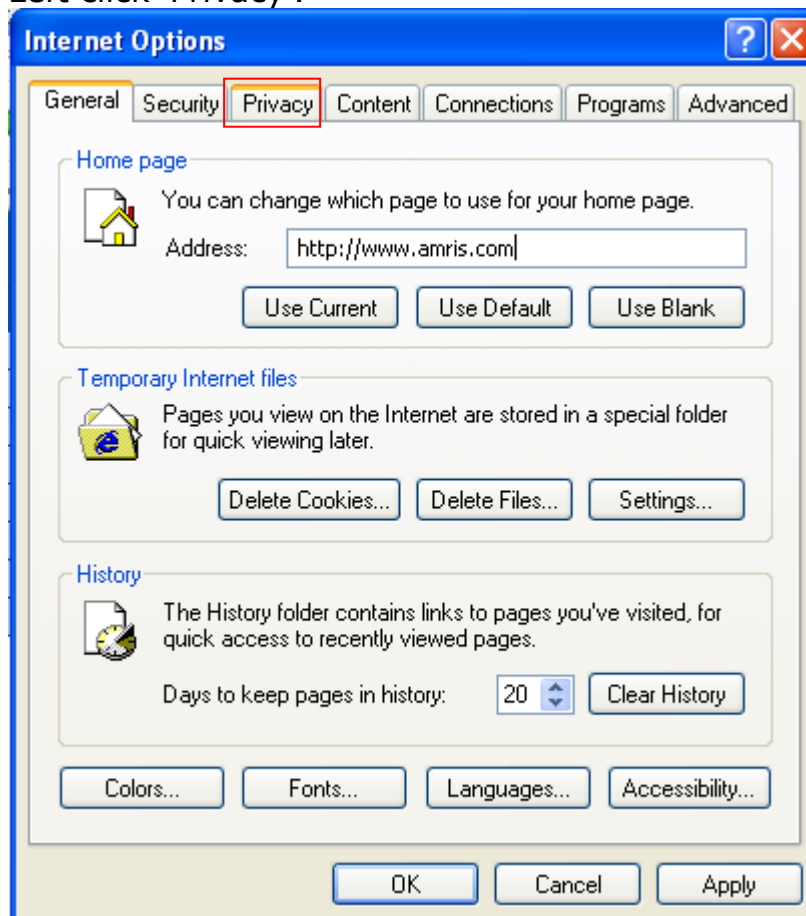 Left click 'Privacy'.
Internet Options
General Security Privacy Content Connections Programs Advanced
Home page
You can change which page to use for your home page.
Address: http://www.amris.com
Use Current Use Default Use Blank
Temporary Internet files
Pages you view on the Internet are stored in a special folder
for quick viewing later.
Delete Cookies... Delete Files... Settings...
History
The History folder contains links to pages you've visited, for
quick access to recently viewed pages.
Days to keep pages in history: 20 Clear History
Colors... Fonts... Languages... Accessibility...
OK Cancel Apply